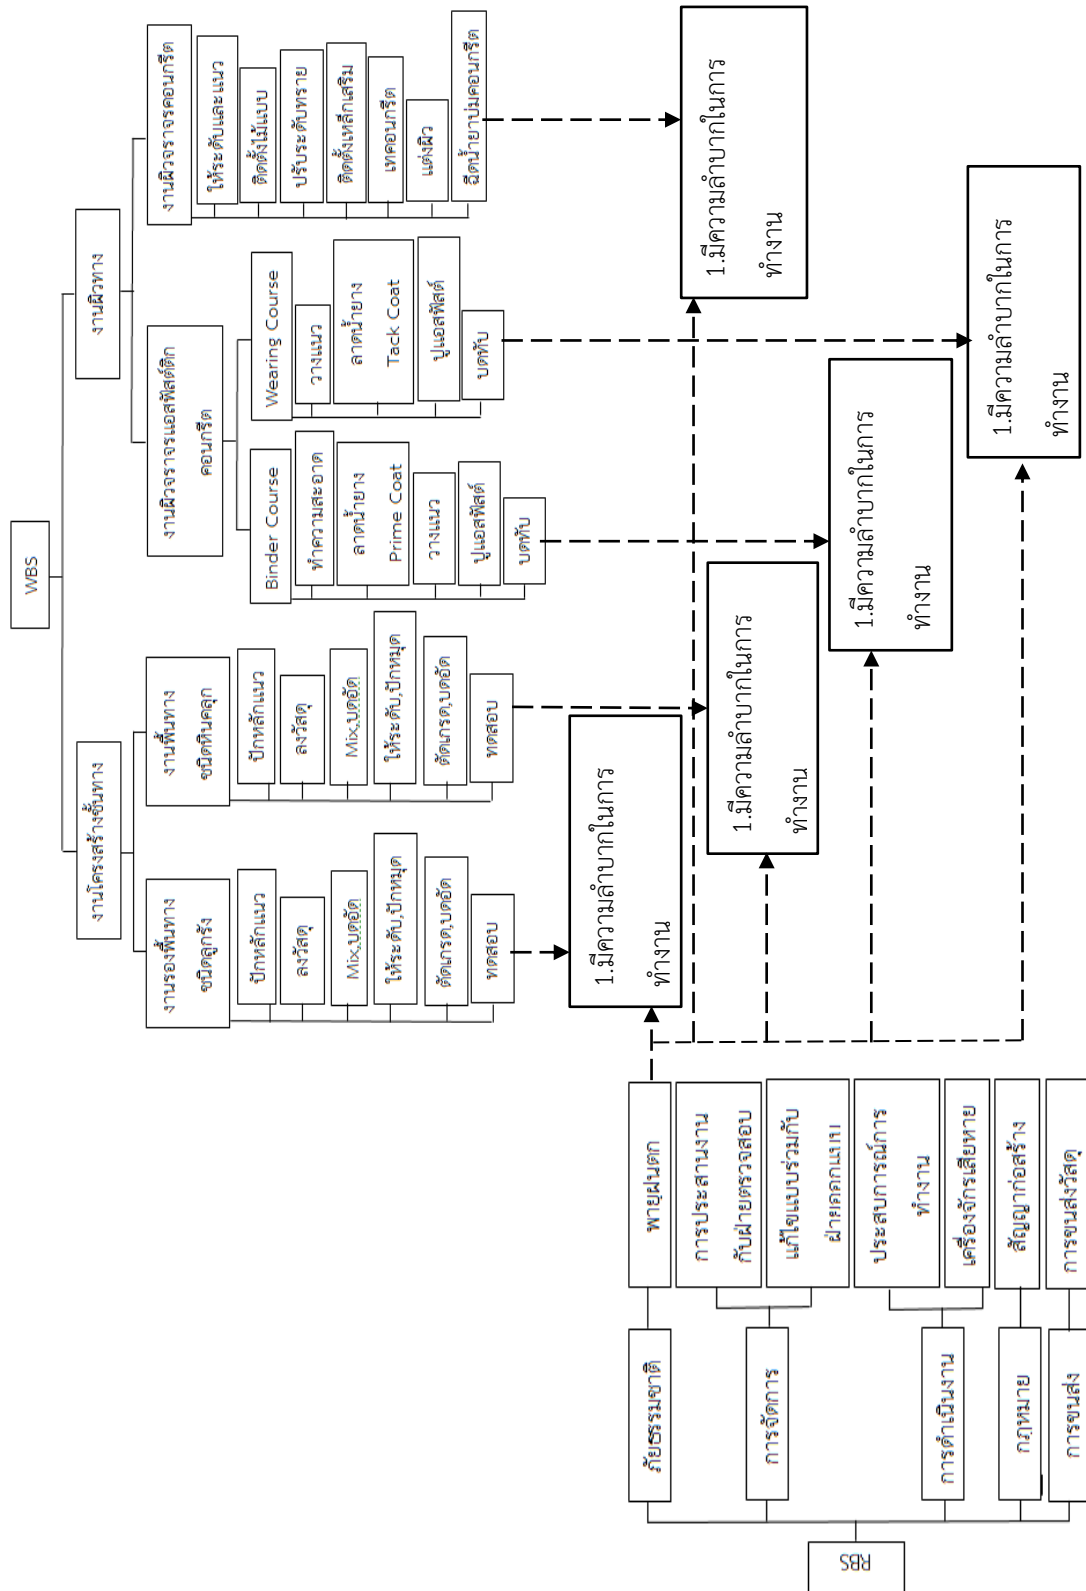 WBS
งานโครงสร้างชั้นทาง
งานผิวทาง
งานรองพื้นทาง
ชนิดลูกรัง
ปักหลักแนว
ลงวัสดุ
Mix,บดอัด
ให้ระดับ,ปักหมุด
ตัดเกรด,บดอัด
ทดสอบ
งานพื้นทาง
ชนิดหินคลุก
ปักหลักแนว
ลงวัสดุ
Mix,บดอัด
ให้ระดับ,ปักหมุด
ตัดเกรด,บดอัด
ทดสอบ
งานผิวจราจรแอสฟัลต์ติก
คอนกรีต
Binder Course
ทำความสะอาด
ลาดน้ำยาง
Prime Coat
วางแนว
ปูแอสฟัสต์
บดทับ
Wearing Course
วางแนว
ลาดน้ำยาง
Tack Coat
ปูแอสฟัสต์
บดทับ
งานผิวจราจรคอนกรีต
ให้ระดับและแนว
ติดตั้งไม้แบบ
ปรับระดับทราย
ติดตั้งเหล็กเสริม
เทคอนกรีต
แต่งผิว
ฉีดน้ำยาบ่มคอนกรีต
1.มีความลำบากในการ
ทำงาน
1.มีความลำบากในการ
ทำงาน
1.มีความลำบากในการ
ทำงาน
1.มีความลำบากในการ
ทำงาน
1.มีความลำบากในการ
ทำงาน
RBS
ภัยธรรมชาติ
พายุฝนตก
การจัดการ
การประสานงาน
กับฝ่ายตรวจสอบ
แก้ไขแบบร่วมกับ
ฝ่ายออกแบบ
การดำเนินงาน
ประสบการณ์การ
ทำงาน
เครื่องจักรเสียหาย
กฎหมาย
สัญญาก่อสร้าง
การขนส่ง
การขนส่งวัสดุ